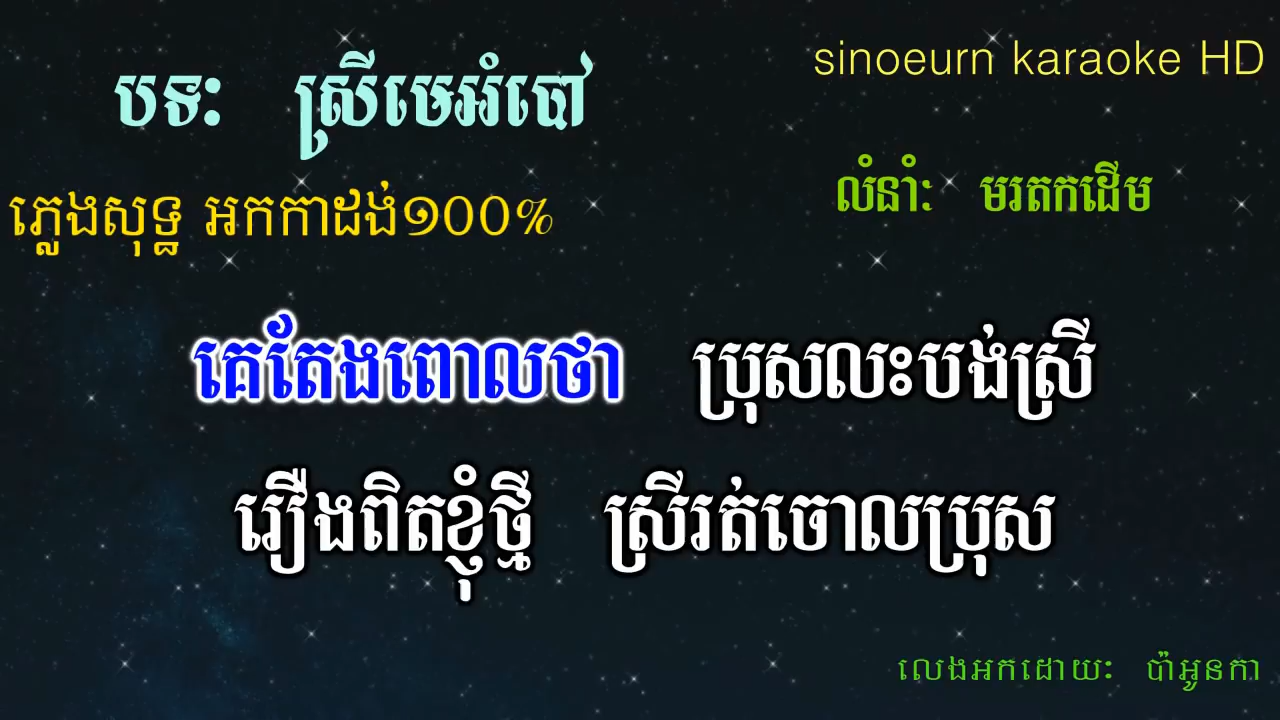 sinoeurn karaoke HD
បទៈ ស្រីមេអំបៅ
លំនាំៈ មរតកដើម
ភ្លេងសុទ្ធ អកកាដង់១០០%
គេតែងពោលថា ប្រុសលះបង់ស្រី
រឿងពិតខ្ញុំថ្មី ស្រីរត់ចោលប្រុស
លេងអកដោយៈ ប៉ាអូនកា